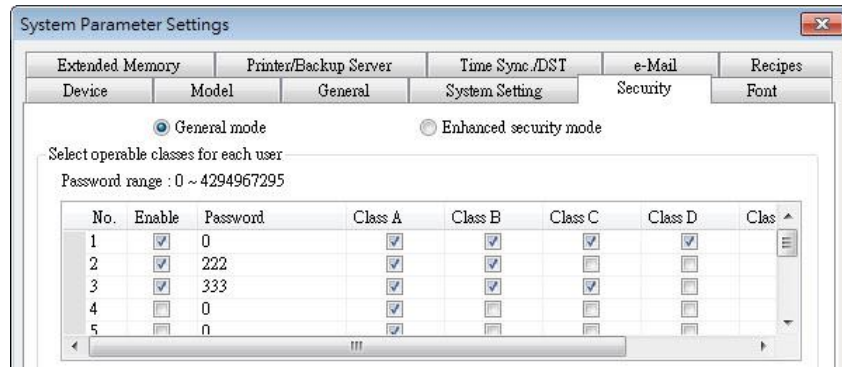 System Parameter Settings
Extended Memory Printer/Backup Server Time Sync./DST e-Mail Recipes
Device Model General System Setting Security Font
General mode Enhanced security mode
Select operable classes for each user
Password range : 0 ~ 4294967295
No. Enable Password Class A Class B Class C Class D Clas
1 0
2 222
3 333
4 0
5 0